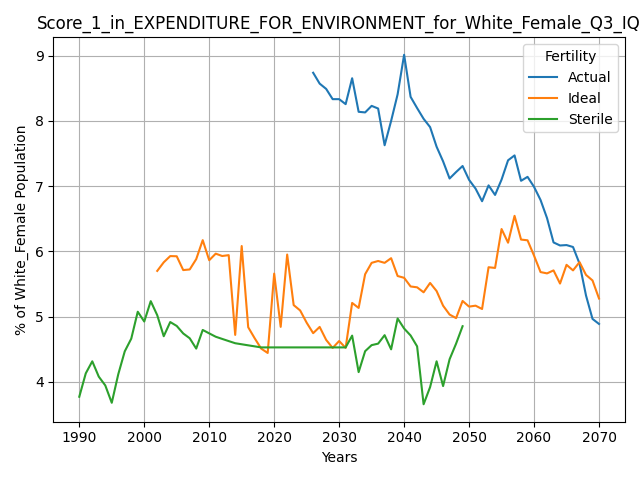 Score_1_in_EXPENDITURE_FOR_ENVIRONMENT_for_White_Female_Q3_IQ
Fertility
Actual
Ideal
Sterile
% of White_Female Population
9
8
7
6
5
4
1990 2000 2010 2020 2030 2040 2050 2060 2070
Years